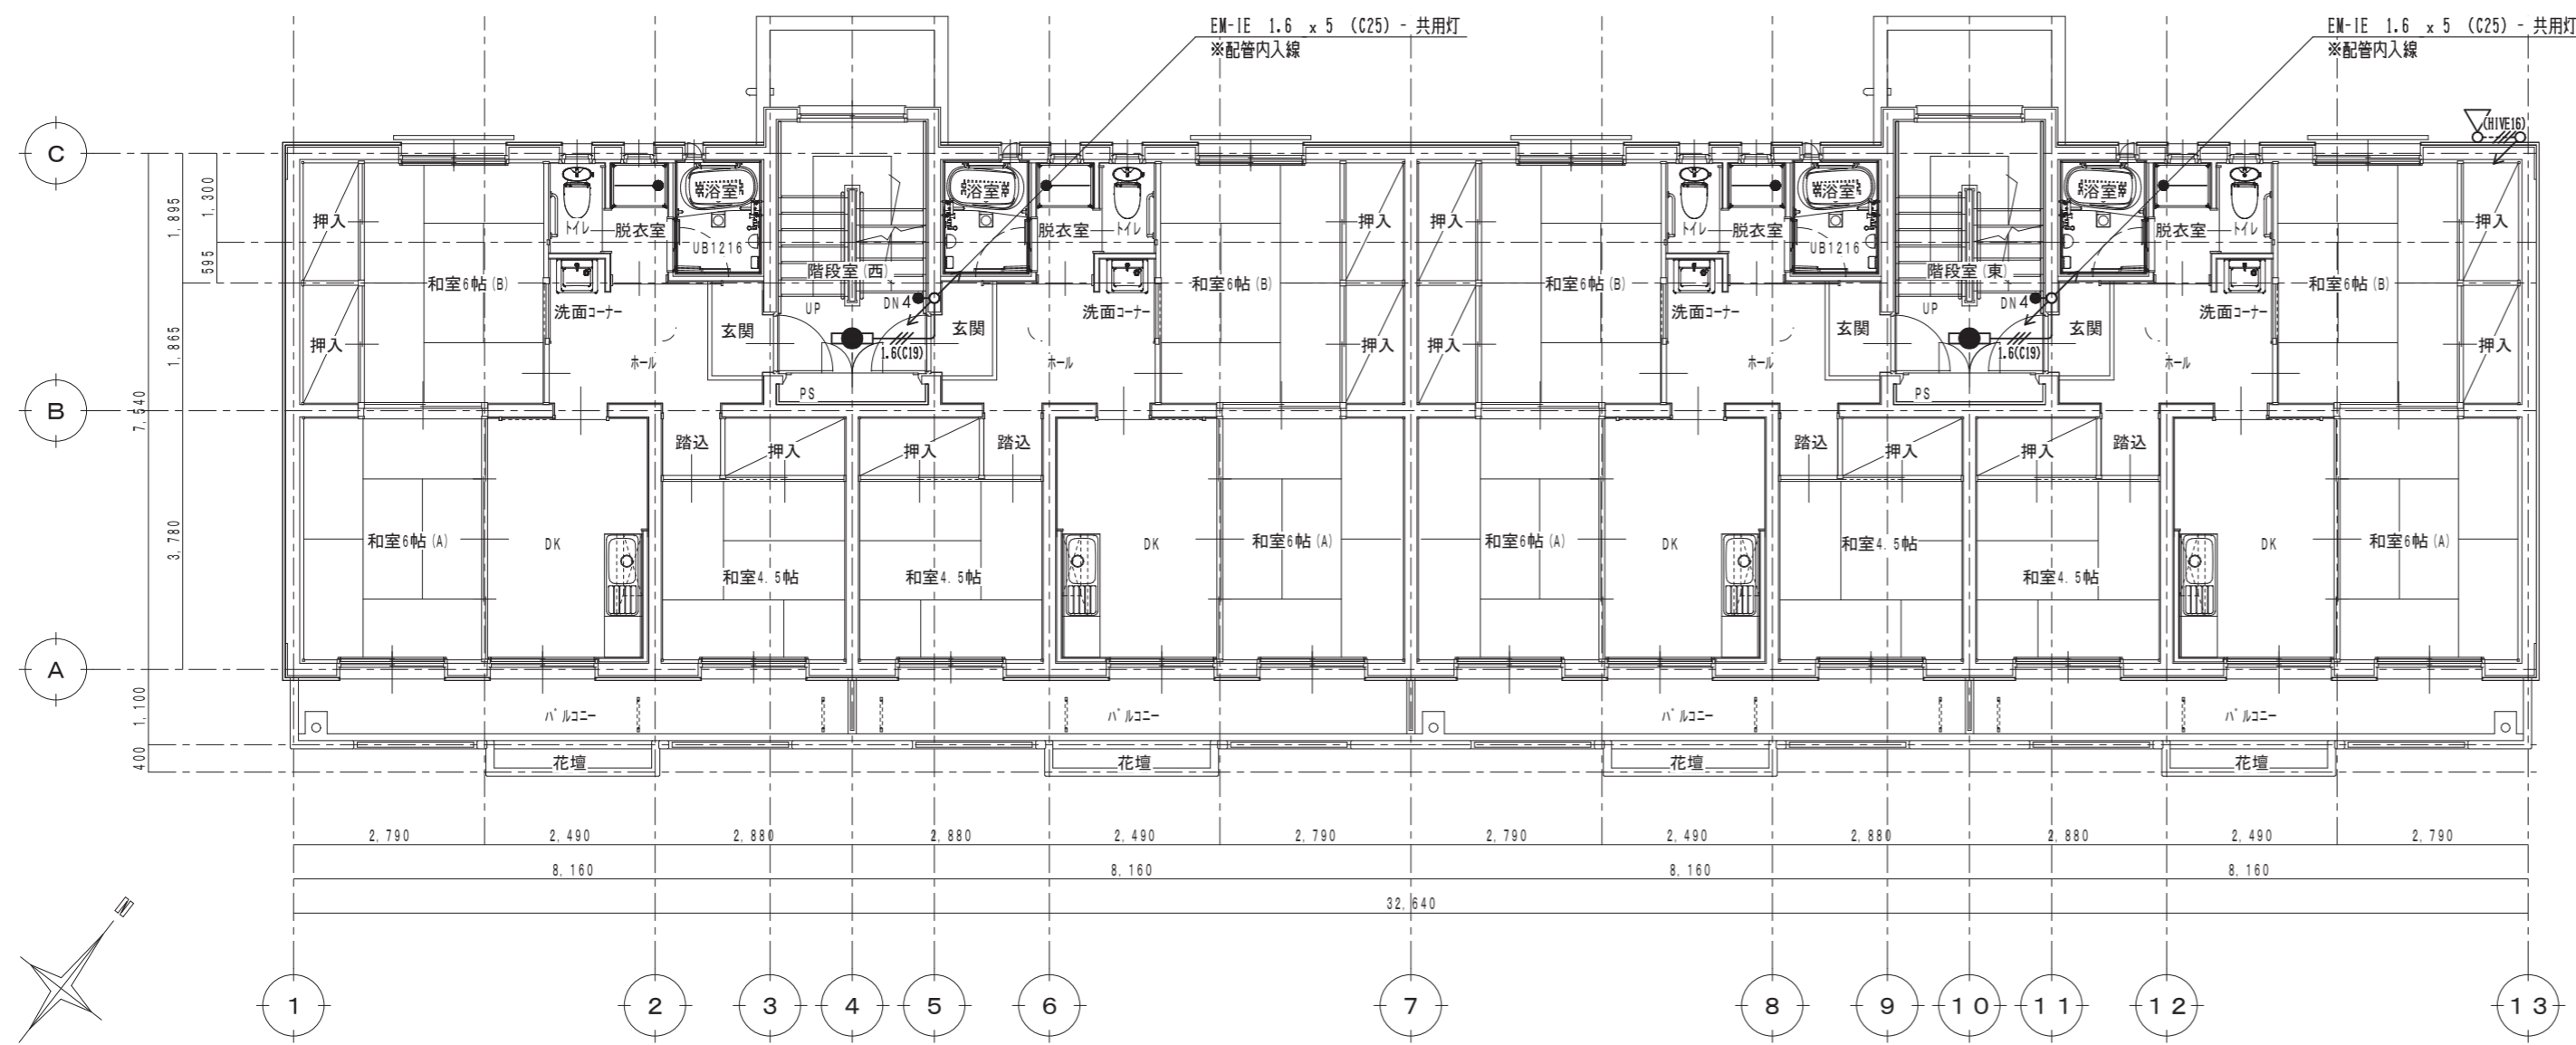 EM-IE 1.6 x 5 (C25) - 共用灯
※配管内入線
EM-IE 1.6 x 5 (C25) - 共用灯
※配管内入線
(HIVE16)
C
1,300
1,895
595
浴室
浴室
浴室
浴室
押入
トイレ
脱衣室
UB1216
脱衣室
トイレ
押入
押入
トイレ
脱衣室
UB1216
脱衣室
トイレ
押入
階段室(西)
階段室(東)
和室6帖(B)
和室6帖(B)
和室6帖(B)
和室6帖(B)
洗面コーナー
UP
DN
4
洗面コーナー
洗面コーナー
UP
DN
4
洗面コーナー
1,865
押入
玄関
玄関
押入
押入
玄関
玄関
押入
ホール
1.6(C19)
ホール
ホール
1.6(C19)
ホール
PS
PS
B
7,540
踏込
押入
押入
踏込
踏込
押入
押入
踏込
3,780
和室6帖(A)
DK
DK
和室6帖(A)
和室6帖(A)
DK
和室4.5帖
DK
和室6帖(A)
和室4.5帖
和室4.5帖
和室4.5帖
A
1,100
バルコニー
バルコニー
バルコニー
バルコニー
400
花壇
花壇
花壇
花壇
2,790
2,490
2,880
2,880
2,490
2,790
2,790
2,490
2,880
2,880
2,490
2,790
8,160
8,160
8,160
8,160
32,640
N
1
2
3
4
5
6
7
8
9
10
11
12
13